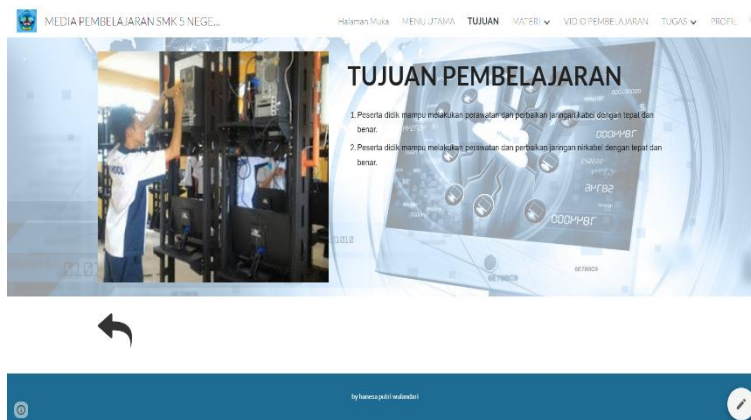 MEDIA PEMBELAJARAN SMK 5 NEGE...
Halaman Muka MENU UTAMA TUJUAN MATERI VIDIO PEMBELAJARAN TUGAS PROFIL
TUJUAN PEMBELAJARAN
1. Peserta didik mampu melakukan perawatan dan perbaikan jaringan kabel dengan tepat dan
benar.
2. Peserta didik mampu melakukan perawatan dan perbaikan jaringan nirkabel dengan tepat dan
benar.
by hanesa putri wulandari